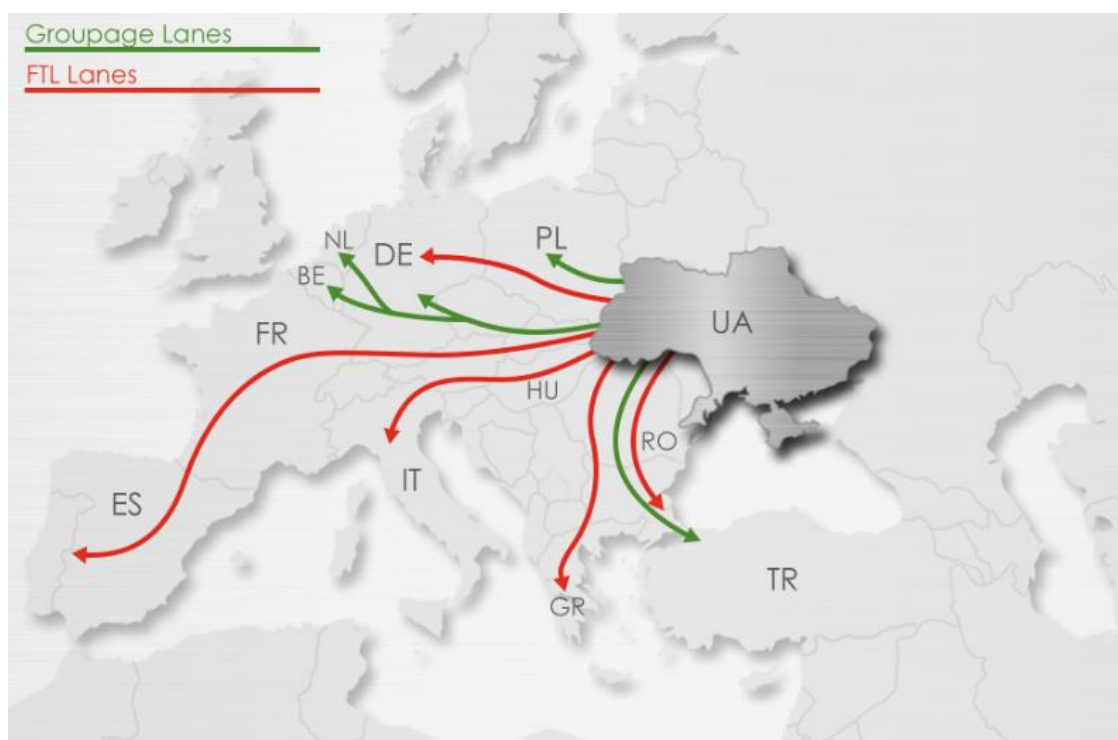 Groupage Lanes
FTL Lanes
NL
DE
PL
BE
UA
FR
HU
RO
IT
ES
TR
GR